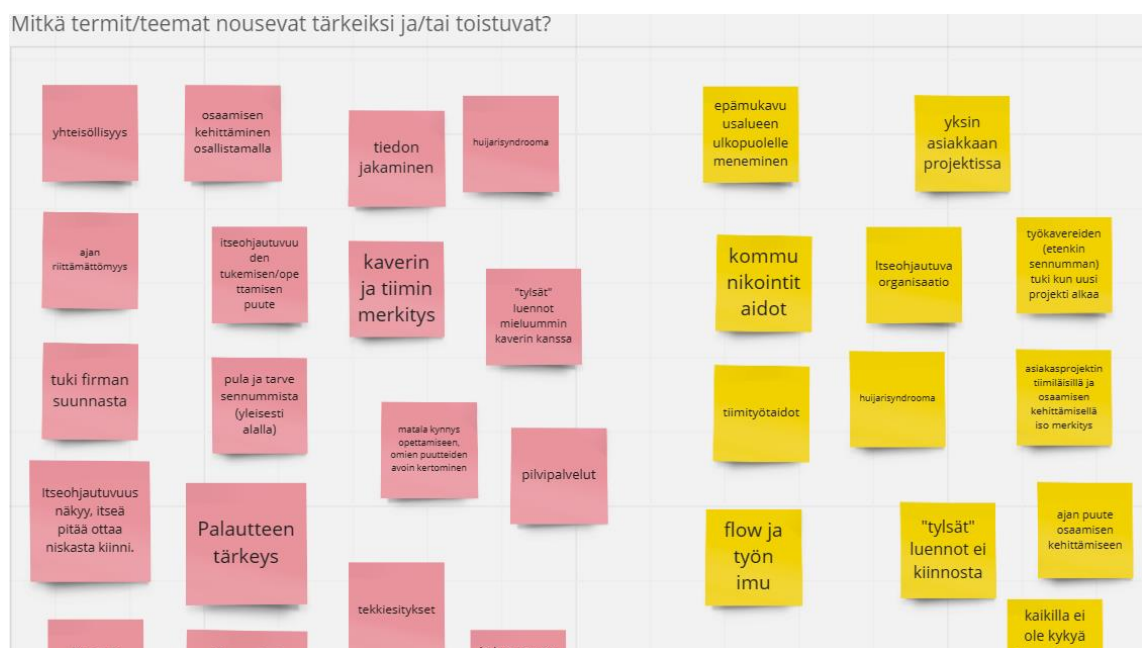 Mitkä termit/teemat nousevat tärkeiksi ja/tai toistuvat?
yhteisöllisyys
osaamisen
kehittäminen
osallistamalla
tiedon
jakaminen
huijarisyndrooma
ajan
riittämättömyys
itseohjautuvuu
den
tukemisen/ope
ttamisen
puute
kaverin
ja tiimin
merkitys
"tylsät"
luennot
mieluummin
kaverin kanssa
tuki firman
suunnasta
pula ja tarve
sennummista
(yleisesti
alalla)
matala kynnys
opettamiseen,
omien puutteiden
avoin kertominen
pilvipalvelut
Itseohjautuvuus
näkyy, itseä
pitää ottaa
niskasta kiinni.
Palautteen
tärkeys
tekkiesitykset
epämukavu
usalueen
ulkopuolelle
meneminen
yksin
asiakkaan
projektissa
kommu
nikointit
aidot
Itseohjautuva
organisaatio
työkavereiden
(etenkin
sennumman)
tuki kun uusi
projekti alkaa
tiimityötaidot
huijarisyndrooma
asiakasprojektin
tiimiläisillä ja
osaamisen
kehittämisellä
iso merkitys
flow ja
työn
imu
"tylsät"
luennot ei
kiinnosta
ajan puute
osaamisen
kehittämiseen
kaikilla ei
ole kykyä